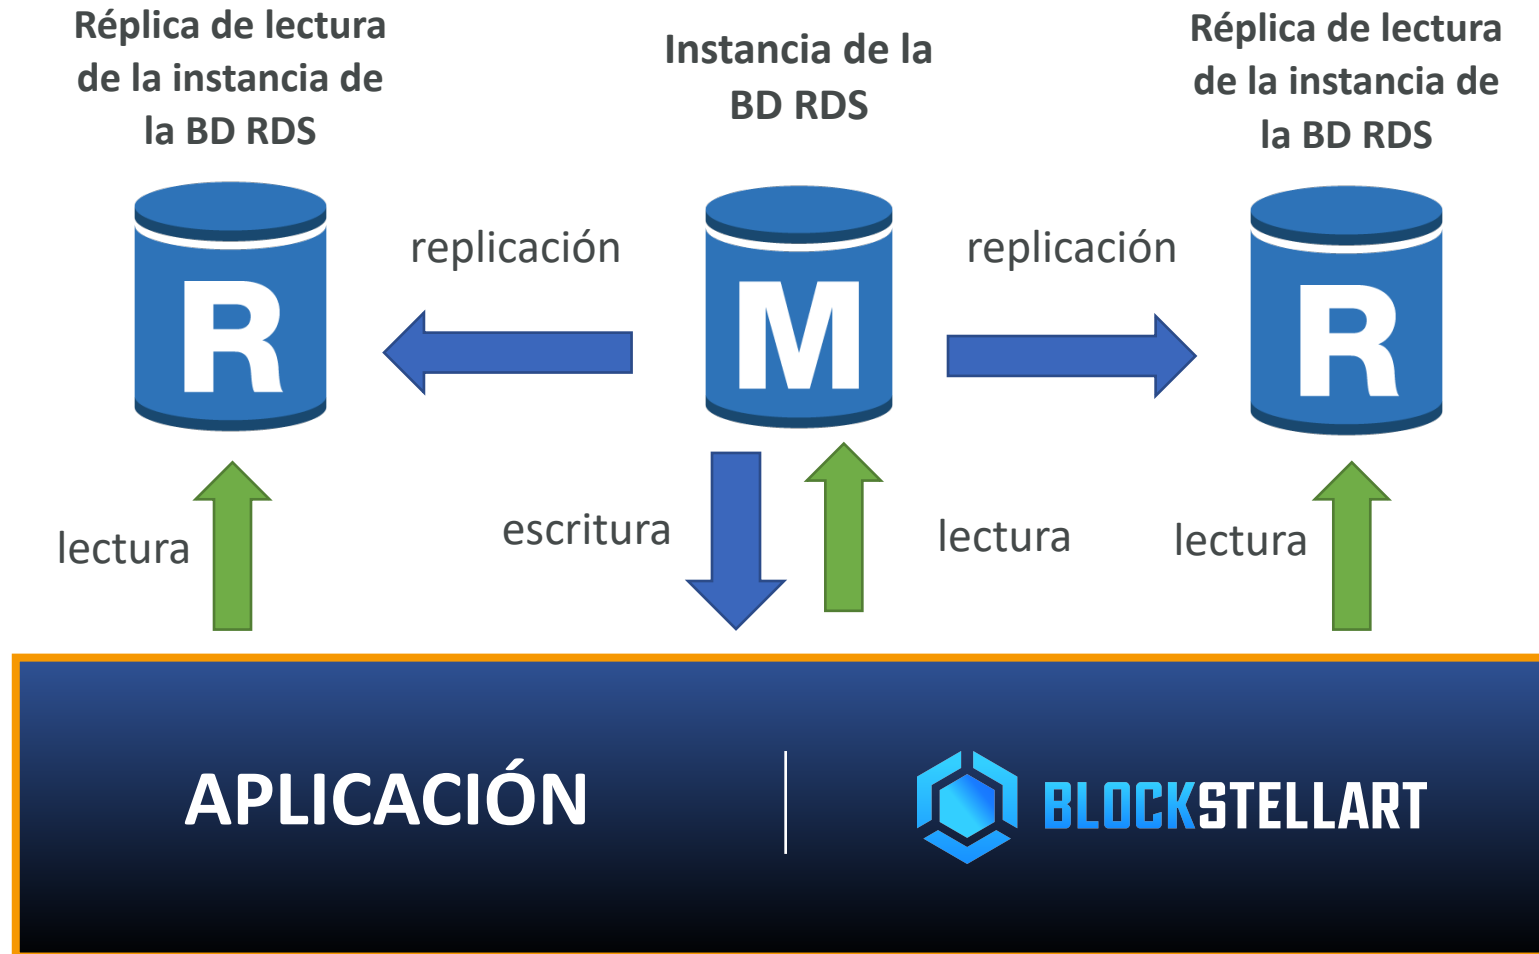 Réplica de lectura
de la instancia de
la BD RDS
Instancia de la
BD RDS
Réplica de lectura
de la instancia de
la BD RDS
R
replicación
M
replicación
R
lectura
escritura
lectura
lectura
APLICACIÓN
BLOCKSTELLART